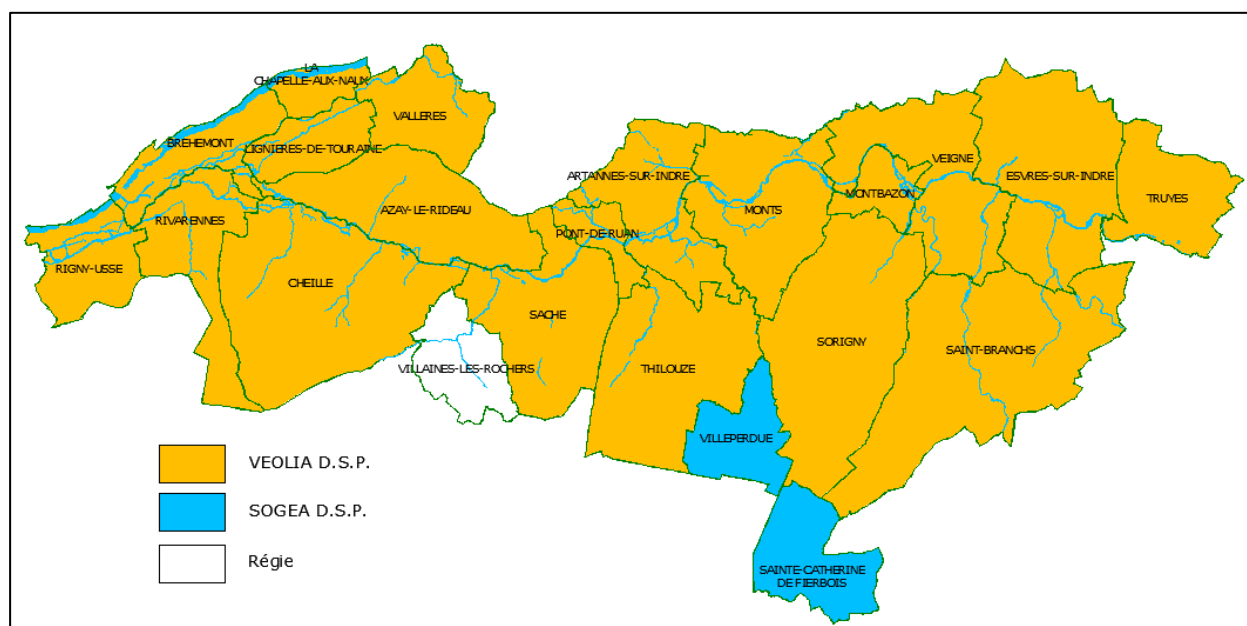 LA
CHAPELLE-AUX-NAUX
VALLERES
BREHEMONT
LIGNIERES-DE-TOURAINE
VEIGNE
ARTANNES-SUR-INDRE
ESVRES-SUR-INDRE
MONTBAZON
TRUYES
AZAY-LE-RIDEAU
MONTS
RIVARENNES
PONT-DE-RUAN
RIGNY-USSE
CHEILLE
SACHE
SORIGNY
SAINT-BRANCHS
VILLAINES-LES-ROCHERS
THILOUZE
VILLEPERDUE
SAINTE-CATHERINE
DE FIERBOIS
VEOLIA D.S.P.
SOGEA D.S.P.
Régie